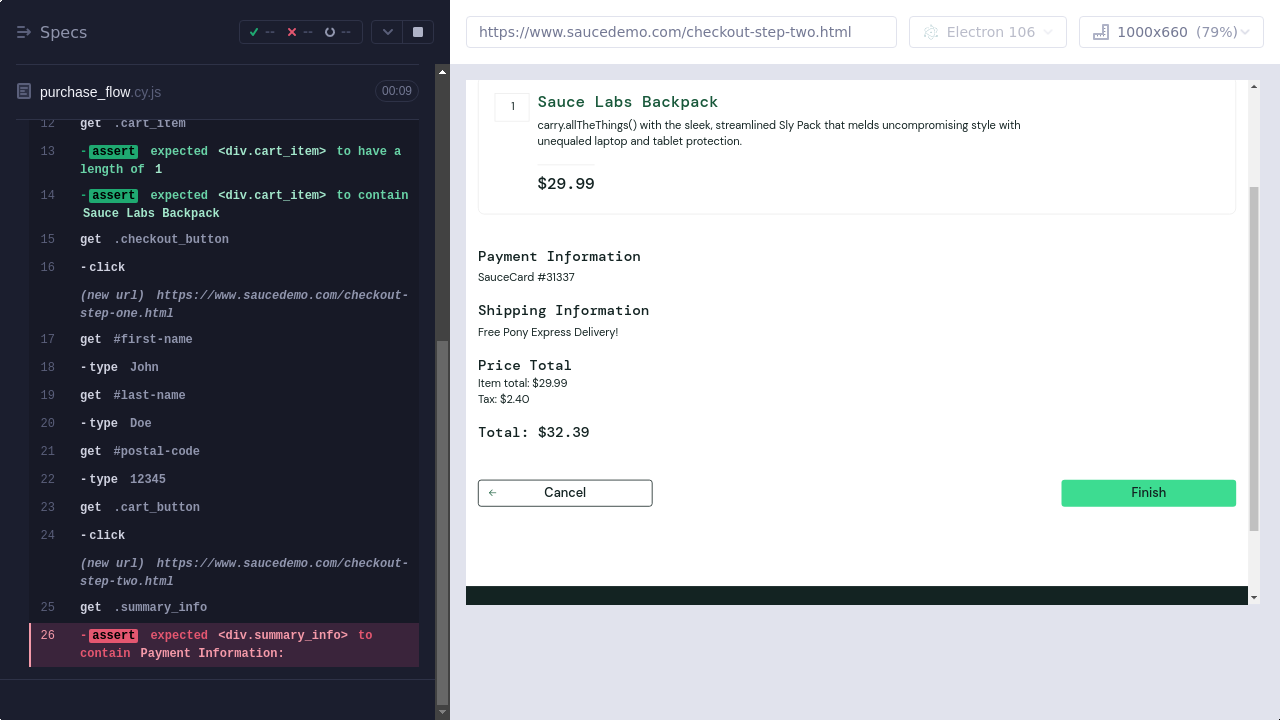 Specs
--
--
--
https://www.saucedemo.com/checkout-step-two.html
Electron 106
1000x660 (79%)
purchase_flow.cy.js
00:09
12 get .cart_item
13 -assert expected <div.cart_item> to have a
length of 1
14 -assert expected <div.cart_item> to contain
Sauce Labs Backpack
15 get .checkout_button
16 -click
(new url) https://www.saucedemo.com/checkout-
step-one.html
17 get #first-name
18 -type John
19 get #last-name
20 -type Doe
21 get #postal-code
22 -type 12345
23 get .cart_button
24 -click
(new url) https://www.saucedemo.com/checkout-
step-two.html
25 get .summary_info
26 -assert expected <div.summary_info> to
contain Payment Information:
1
Sauce Labs Backpack
carry.allTheThings() with the sleek, streamlined Sly Pack that melds uncompromising style with
unequaled laptop and tablet protection.
$29.99
Payment Information
SauceCard #31337
Shipping Information
Free Pony Express Delivery!
Price Total
Item total: $29.99
Tax: $2.40
Total: $32.39
Cancel
Finish